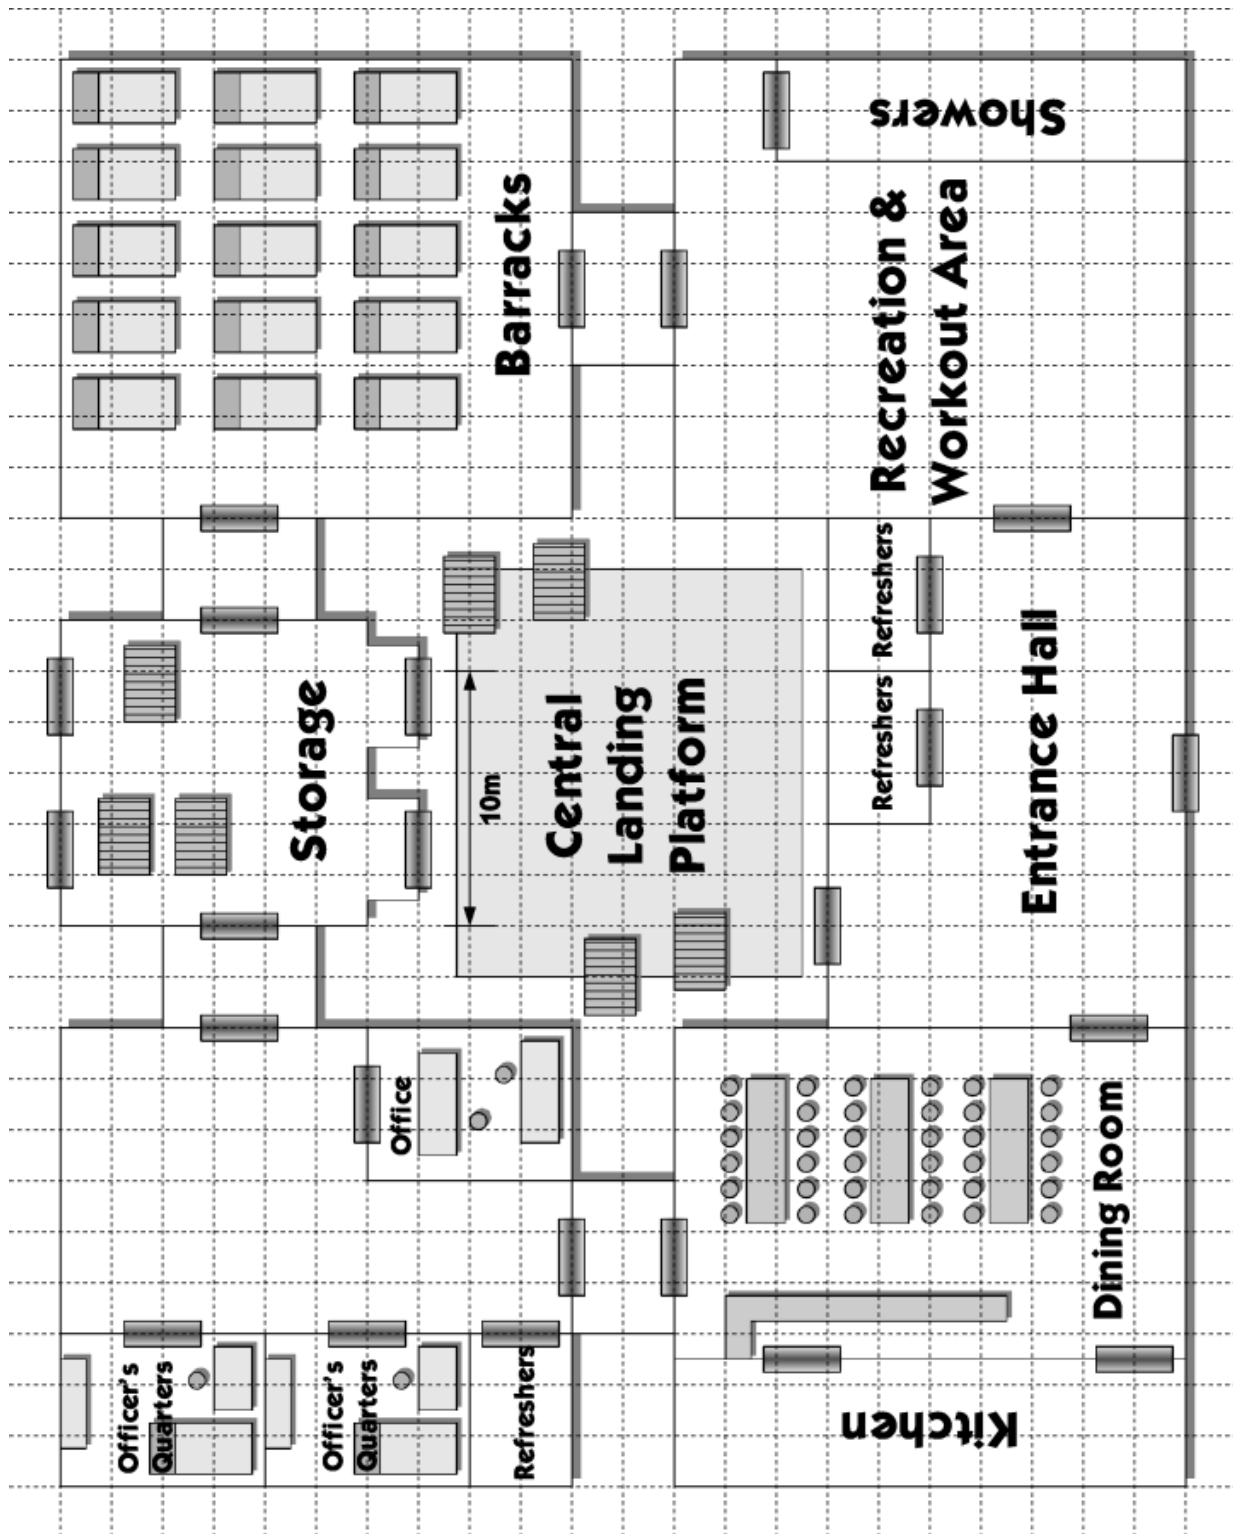 Showers
Barracks
Recreation &
Workout Area
Refreshers
Refreshers
Storage
10m
Central
Landing
Platform
Entrance Hall
Office
Dining Room
Officer's
Quarters
Officer's
Quarters
Refreshers
Kitchen